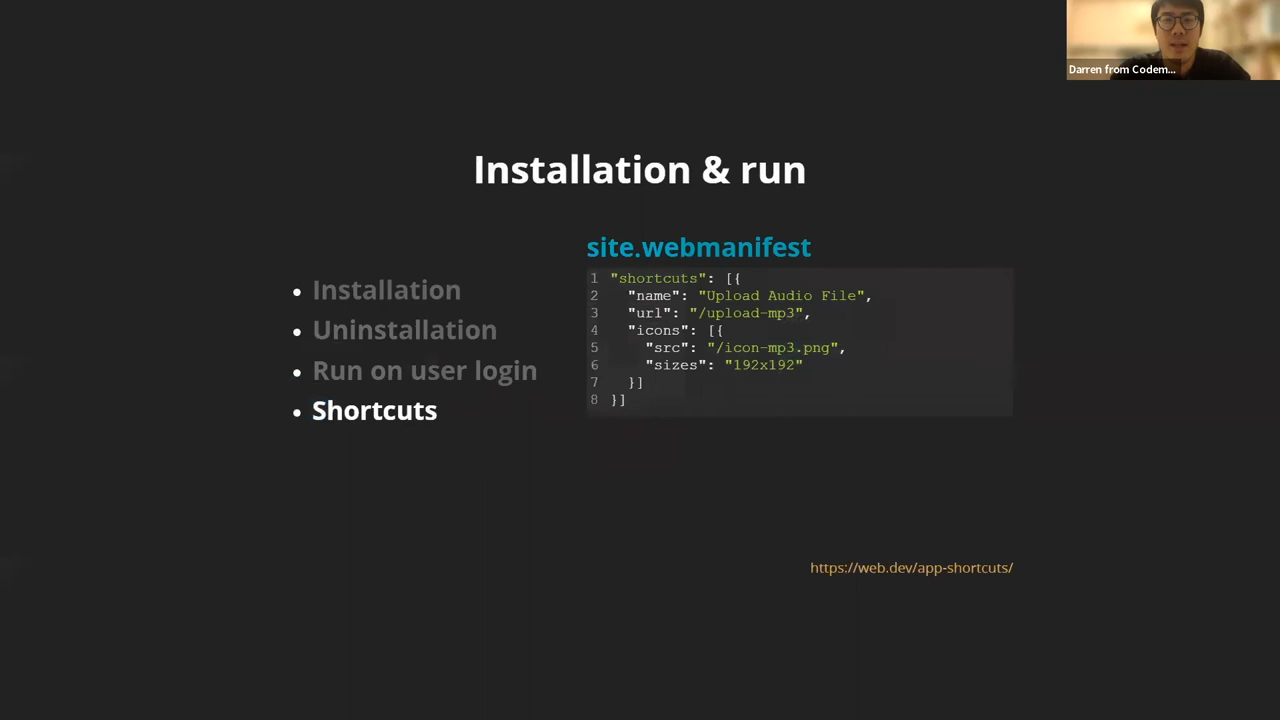 Darren from Codem...
Installation & run
Installation
Uninstallation
Run on user login
Shortcuts
site.webmanifest
1 "shortcuts": [{
2   "name": "Upload Audio File",
3   "url": "/upload-mp3",
4   "icons": [{
5     "src": "/icon-mp3.png",
6     "sizes": "192x192"
7   }]
8 }]
https://web.dev/app-shortcuts/